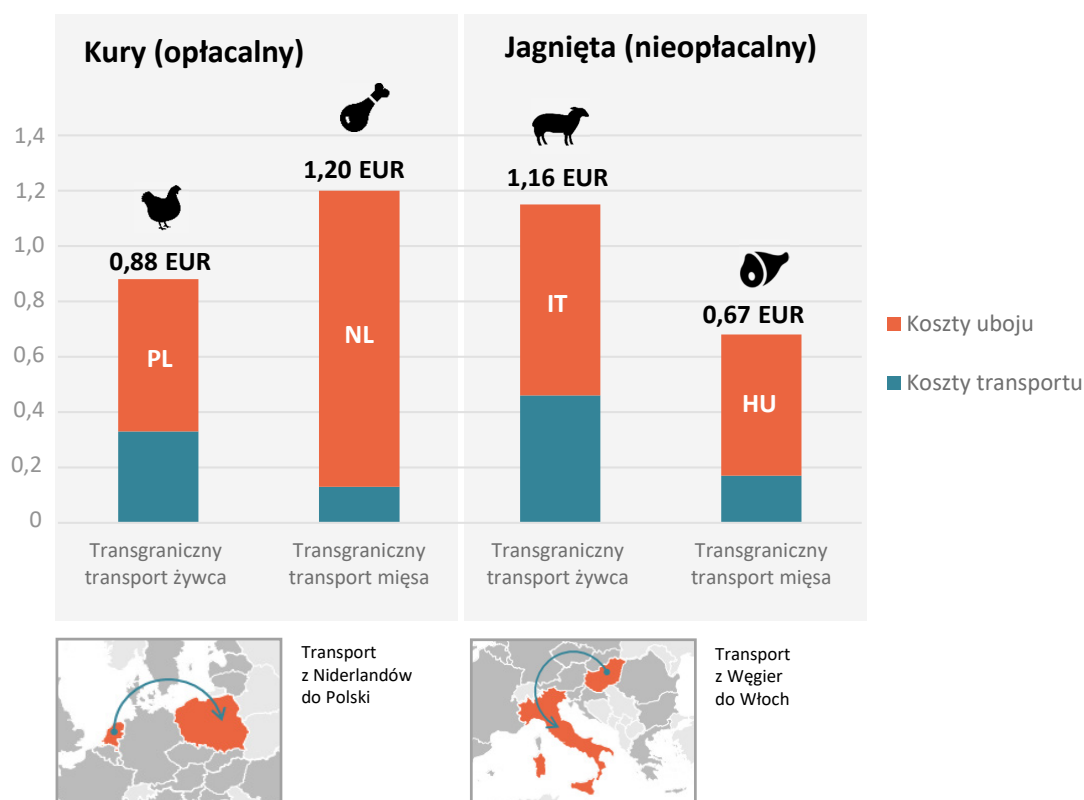 Kury (opłacalny)
Jagnięta (nieopłacalny)
1,4
1,2
1,0
0,8
0,6
0,4
0,2
0
0,88 EUR
1,20 EUR
1,16 EUR
0,67 EUR
PL
NL
IT
HU
Koszty uboju
Koszty transportu
Transgraniczny
transport żywca
Transgraniczny
transport mięsa
Transgraniczny
transport żywca
Transgraniczny
transport mięsa
Transport
z Niderlandów
do Polski
Transport
z Węgier
do Włoch